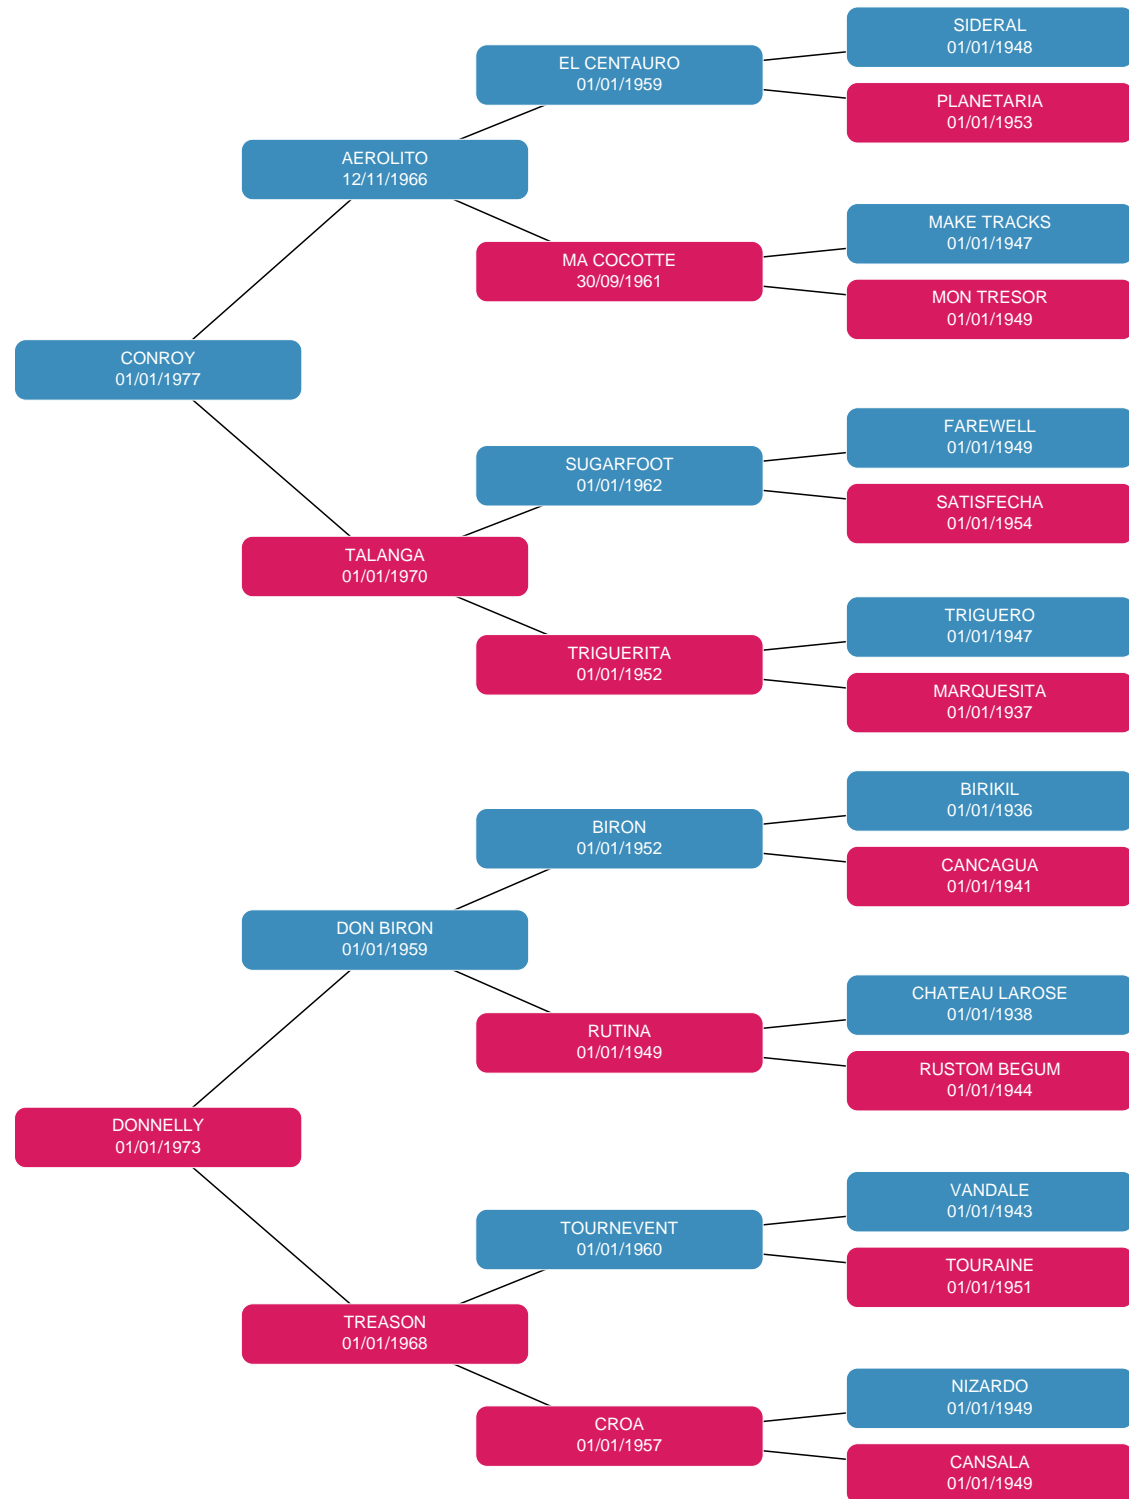 SIDERAL
01/01/1948
EL CENTAURO
01/01/1959
PLANETARIA
01/01/1953
AEROLITO
12/11/1966
MAKE TRACKS
01/01/1947
MA COCOTTE
30/09/1961
MON TRESOR
01/01/1949
CONROY
01/01/1977
FAREWELL
01/01/1949
SUGARFOOT
01/01/1962
SATISFECHA
01/01/1954
TALANGA
01/01/1970
TRIGUERO
01/01/1947
TRIGUERITA
01/01/1952
MARQUESITA
01/01/1937
BIRIKIL
01/01/1936
BIRON
01/01/1952
CANCAGUA
01/01/1941
DON BIRON
01/01/1959
CHATEAU LAROSE
01/01/1938
RUTINA
01/01/1949
RUSTOM BEGUM
01/01/1944
DONNELLY
01/01/1973
VANDALE
01/01/1943
TOURNEVENT
01/01/1960
TOURAINE
01/01/1951
TREASON
01/01/1968
NIZARDO
01/01/1949
CROA
01/01/1957
CANSALA
01/01/1949